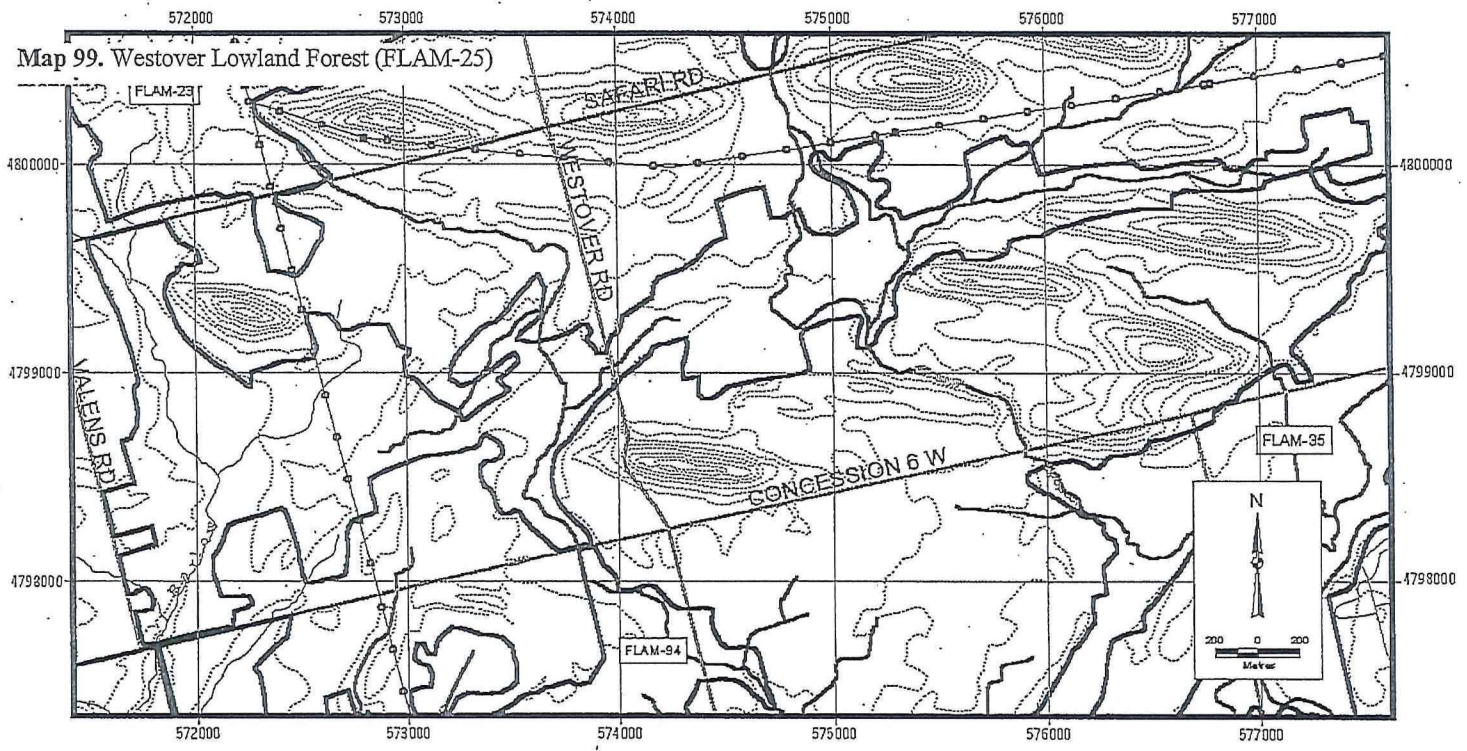 572000 573000 574000 575000 576000 577000
Map 99. Westover Lowland Forest (FLAM-25)
FLAM-23
SAFARI RD
WESTOVER RD
4800000 4800000
4799000 4799000
VALENS RD
CONCESSION 6 W
FLAM-35
N
4798000 4798000
FLAM-94
200 0 200
Metres
572000 573000 574000 575000 576000 577000